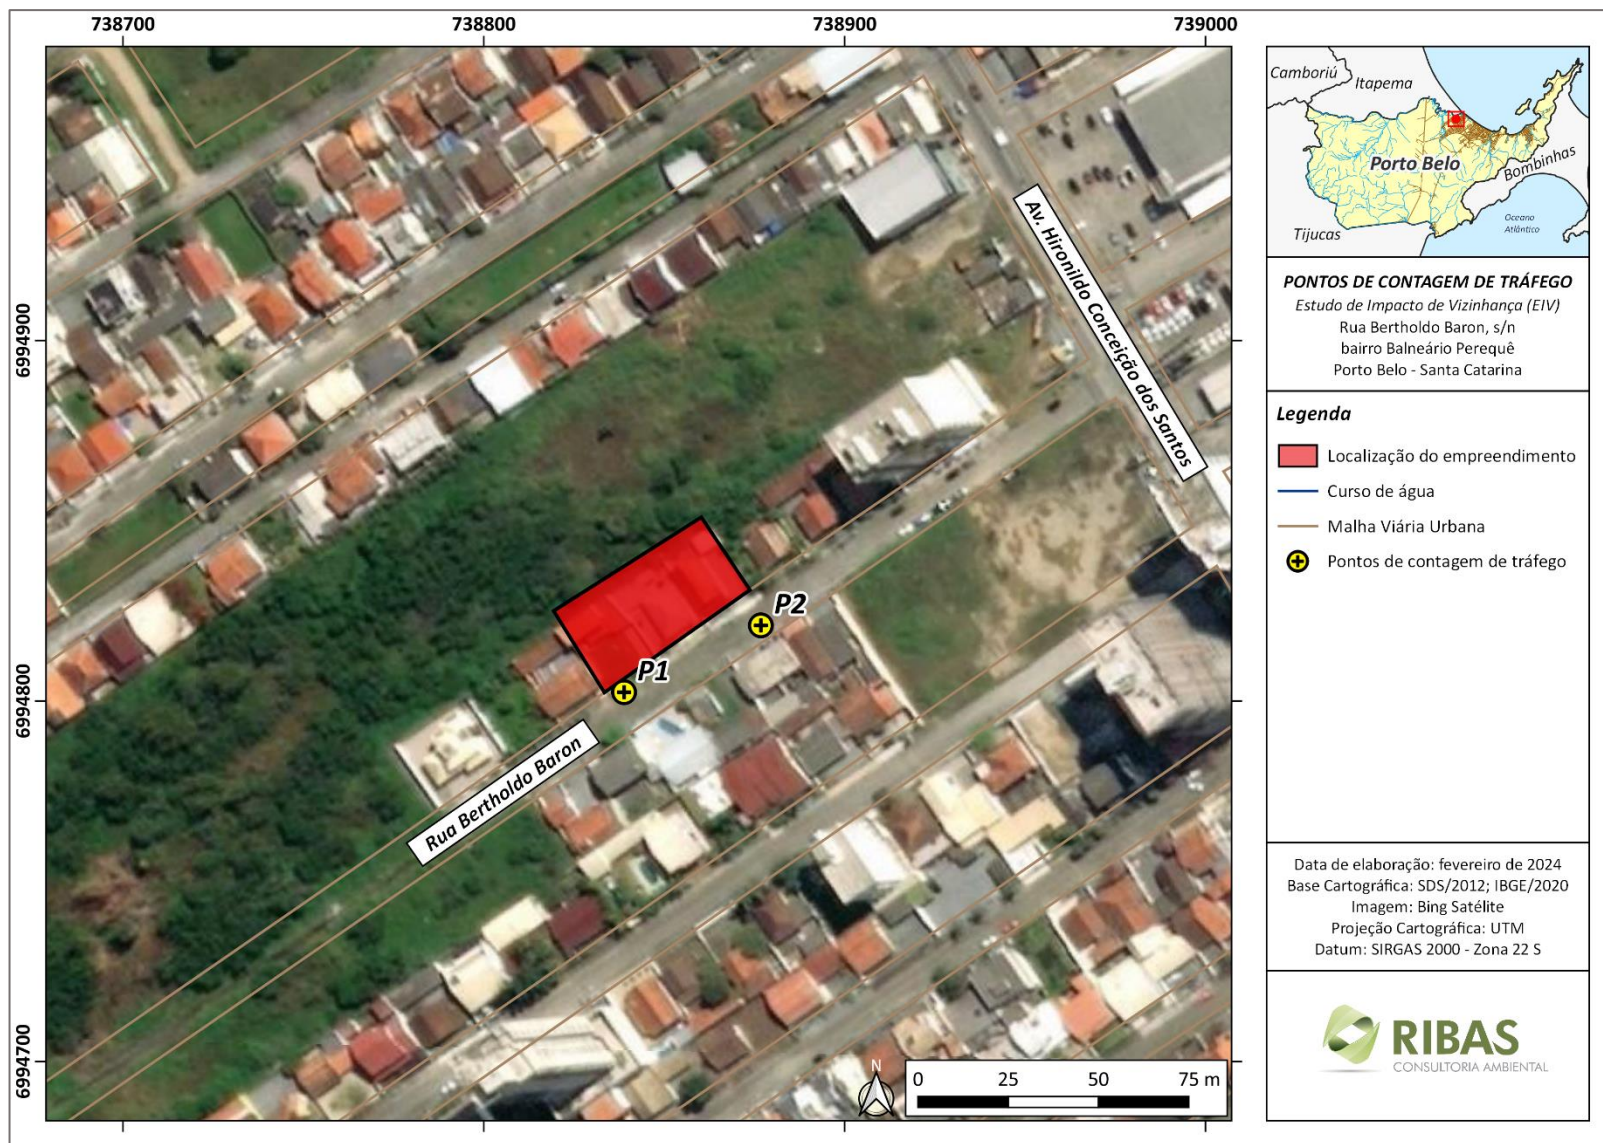 738700
738800
738900
739000
6994900
6994800
6994700
Av. Hironildo Conceição dos Santos
P2
P1
Rua Bertholdo Baron
N
0
25
50
75 m
Camboriú
Itapema
Porto Belo
Bombinhas
Tijucas
Oceano
Atlântico
PONTOS DE CONTAGEM DE TRÁFEGO
Estudo de Impacto de Vizinhança (EIV)
Rua Bertholdo Baron, s/n
bairro Balneário Perequê
Porto Belo - Santa Catarina
Legenda
Localização do empreendimento
Curso de água
Malha Viária Urbana
Pontos de contagem de tráfego
Data de elaboração: fevereiro de 2024
Base Cartográfica: SDS/2012; IBGE/2020
Imagem: Bing Satélite
Projeção Cartográfica: UTM
Datum: SIRGAS 2000 - Zona 22 S
RIBAS
CONSULTORIA AMBIENTAL